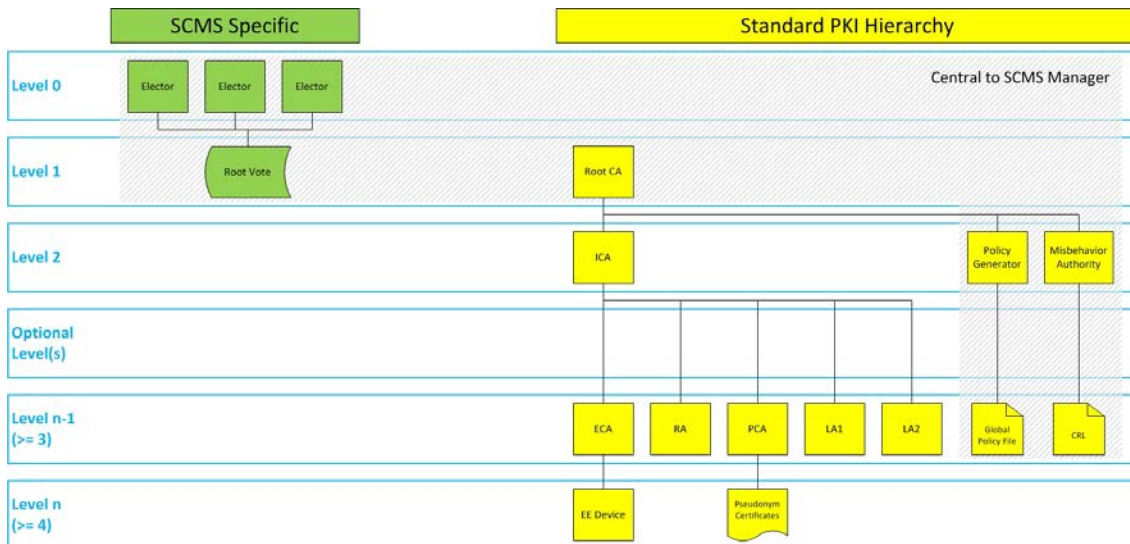 SCMS Specific
Standard PKI Hierarchy
Level 0
Elector
Elector
Elector
Central to SCMS Manager
Level 1
Root Vote
Root CA
Level 2
ICA
Policy
Generator
Misbehavior
Authority
Optional
Level(s)
Level n-1
(>= 3)
ECA
RA
PCA
LA1
LA2
Global
Policy File
CRL
Level n
(>= 4)
EE Device
Pseudonym
Certificates